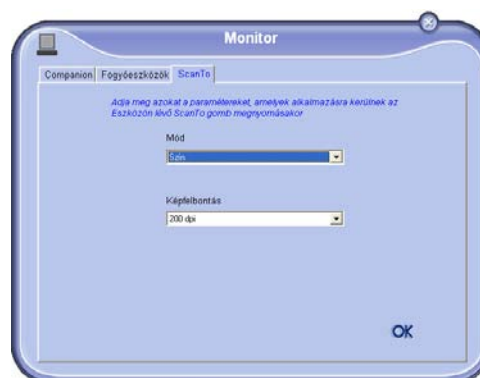 Monitor
Companion Fogyóeszközök ScanTo
Adja meg azokat a paramétereket, amelyek alkalmazásra kerülnek az
Eszközön lévő ScanTo gomb megnyomásakor
Mód
Szín
Képfelbontás
200 dpi
OK